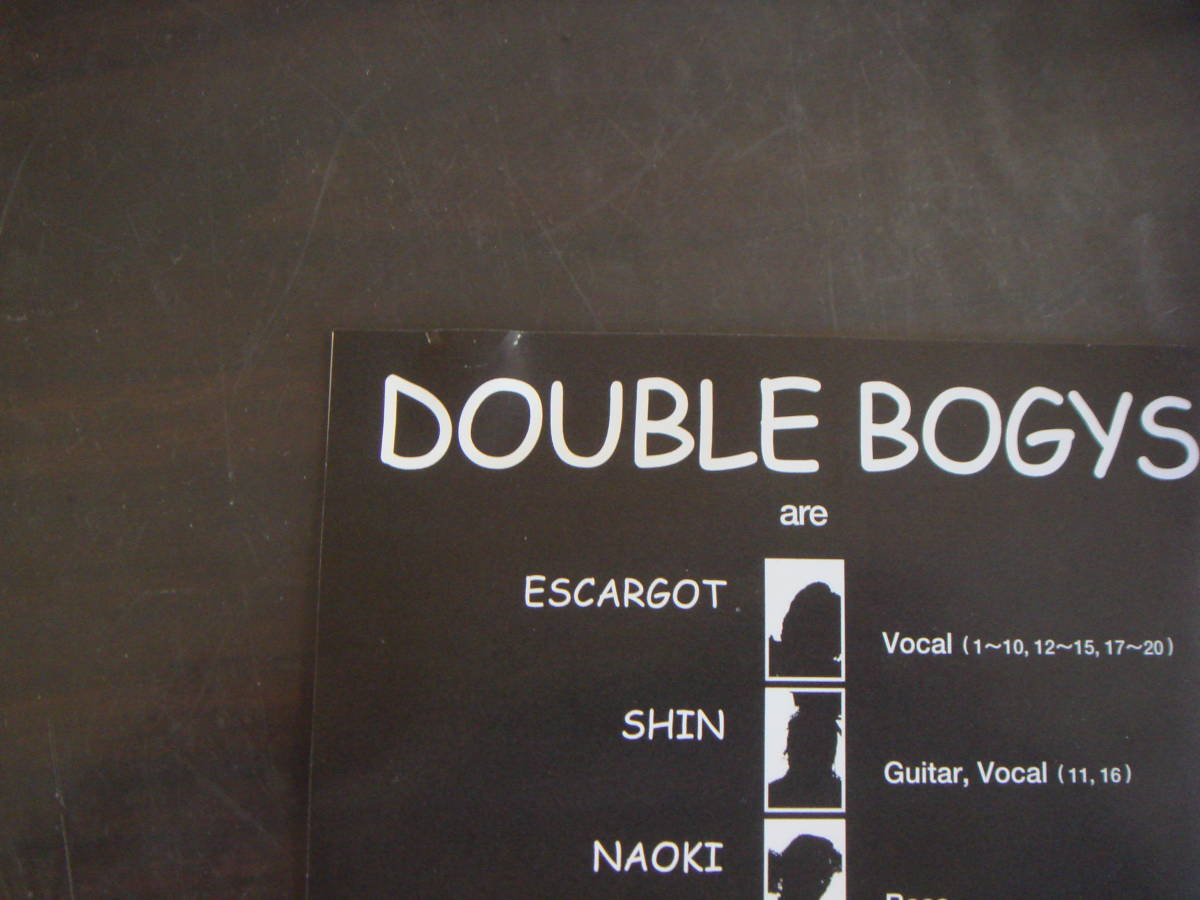 DOUBLE BOGYS
are
ESCARGOT
Vocal (1~10, 12~15, 17~20)
SHIN
Guitar, Vocal (11, 16)
NAOKI